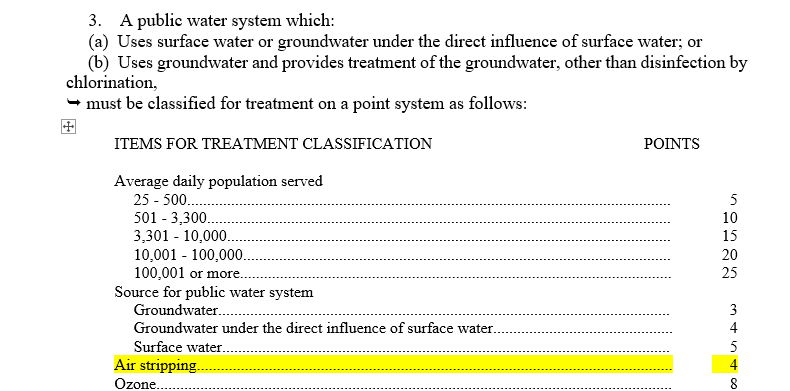 3. A public water system which:
(a) Uses surface water or groundwater under the direct influence of surface water; or
(b) Uses groundwater and provides treatment of the groundwater, other than disinfection by
chlorination,
➥ must be classified for treatment on a point system as follows:
ITEMS FOR TREATMENT CLASSIFICATION POINTS
Average daily population served
25 - 500 5
501 - 3,300 10
3,301 - 10,000 15
10,001 - 100,000 20
100,001 or more 25
Source for public water system
Groundwater 3
Groundwater under the direct influence of surface water 4
Surface water 5
Air stripping 4
Ozone 8